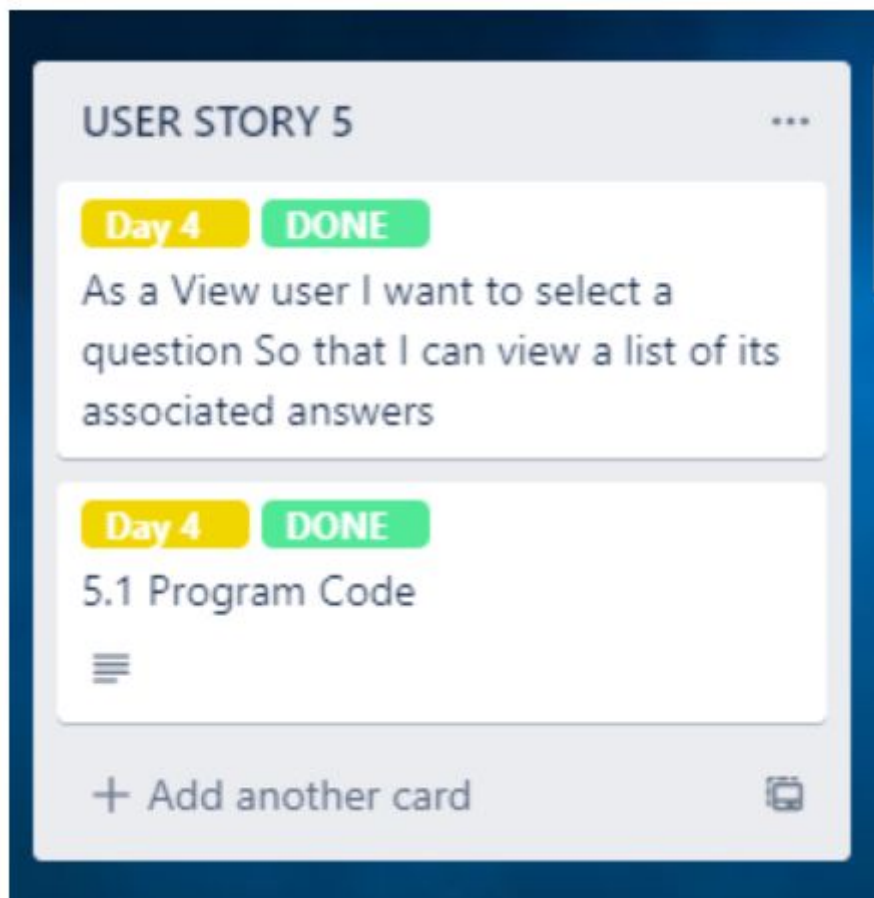 USER STORY 5
Day 4 DONE
As a View user I want to select a
question So that I can view a list of its
associated answers
Day 4 DONE
5.1 Program Code
+ Add another card